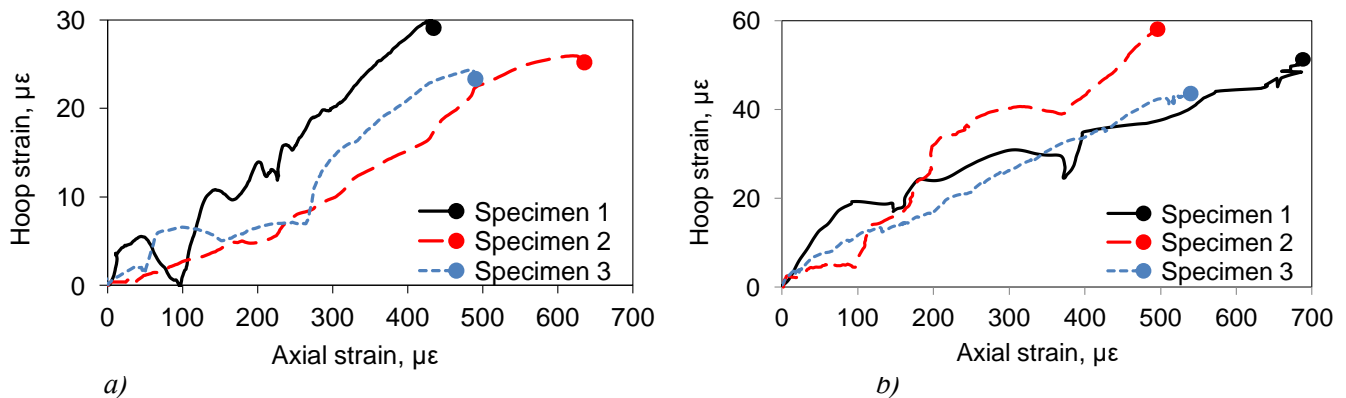 30
20
10
0
0 100 200 300 400 500 600 700
Hoop strain, με
Axial strain, με
Specimen 1
Specimen 2
Specimen 3
a)
60
40
20
0
0 100 200 300 400 500 600 700
Hoop strain, με
Axial strain, με
Specimen 1
Specimen 2
Specimen 3
b)